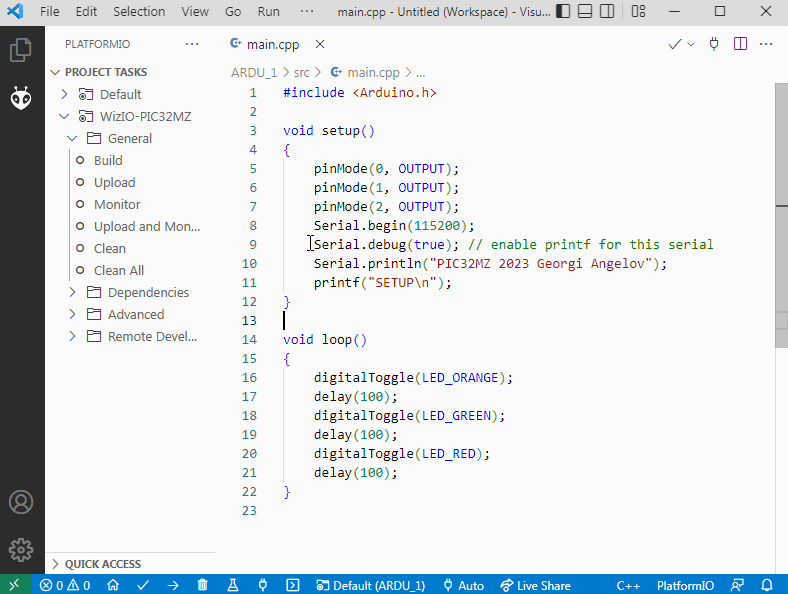 File Edit Selection View Go Run ··· main.cpp - Untitled (Workspace) - Visu...
PLATFORMIO ···
PROJECT TASKS
Default
WizIO-PIC32MZ
General
Build
Upload
Monitor
Upload and Mon...
Clean
Clean All
Dependencies
Advanced
Remote Devel...
QUICK ACCESS
main.cpp
ARDU_1 > src > main.cpp > ...
1 #include <Arduino.h>
2
3 void setup()
4 {
5 pinMode(0, OUTPUT);
6 pinMode(1, OUTPUT);
7 pinMode(2, OUTPUT);
8 Serial.begin(115200);
9 Serial.debug(true); // enable printf for this serial
10 Serial.println("PIC32MZ 2023 Georgi Angelov");
11 printf("SETUP\n");
12 }
13
14 void loop()
15 {
16 digitalToggle(LED_ORANGE);
17 delay(100);
18 digitalToggle(LED_GREEN);
19 delay(100);
20 digitalToggle(LED_RED);
21 delay(100);
22 }
23
0 0 Default (ARDU_1) Auto Live Share C++ PlatformIO